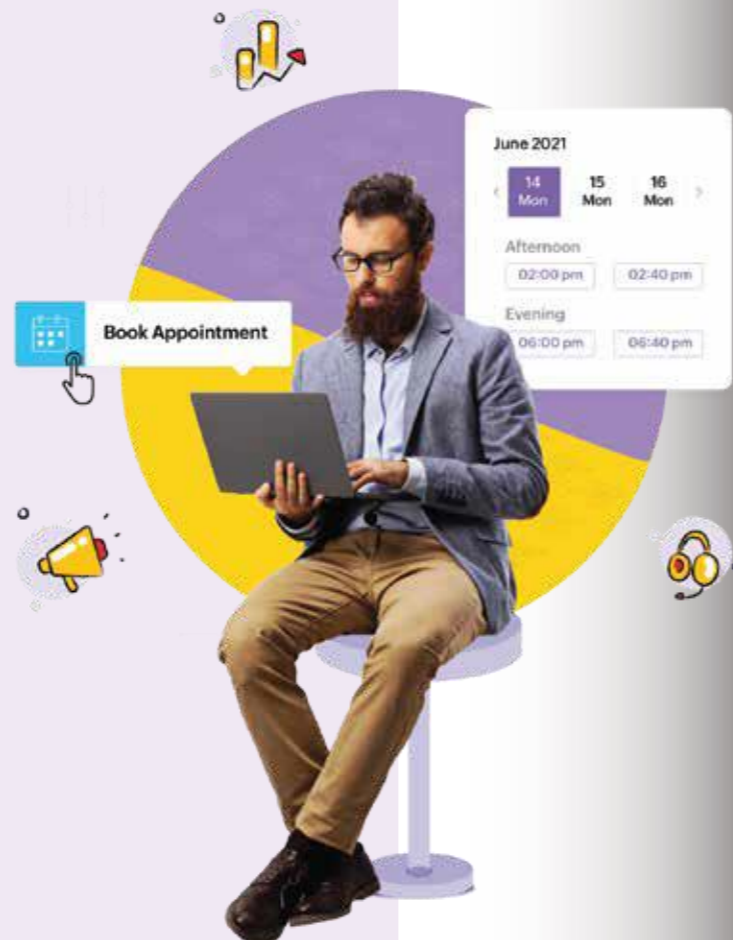 June 2021
14 15 16
Mon Mon Mon
Afternoon
02:00 pm 02:40 pm
Book Appointment
Evening
06:00 pm 06:40 pm